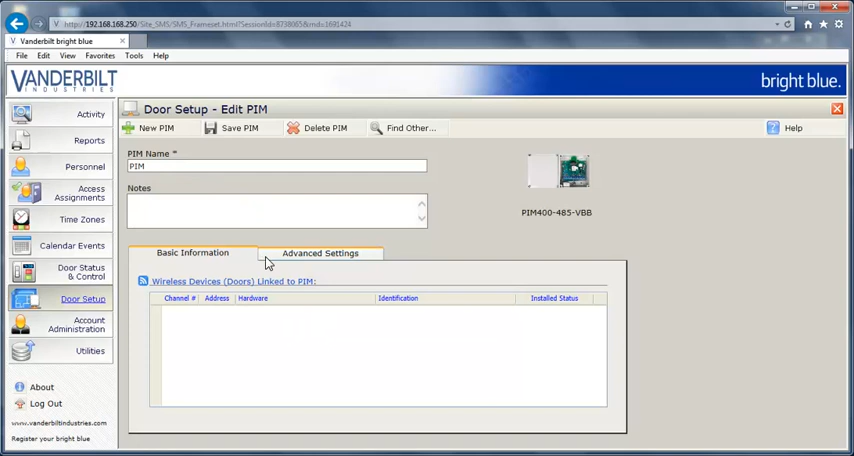 http://192.168.168.250/Site_SMS/SMS_Frameset.html?SessionId=8738065&cmd=3691424
Vanderbilt bright blue
File Edit View Favorites Tools Help
VANDERBILT
INDUSTRIES
bright blue.
Activity
Reports
Personnel
Access
Assignments
Time Zones
Calendar Events
Door Status
& Control
Door Setup
Account
Administration
Utilities
About
Log Out
www.vanderbiltindustries.com
Register your bright blue
Door Setup - Edit PIM
New PIM Save PIM Delete PIM Find Other... Help
PIM Name *
PIM
Notes
PIM400-485-VBB
Basic Information Advanced Settings
Wireless Devices (Doors) Linked to PIM:
Channel # Address Hardware Identification Installed Status